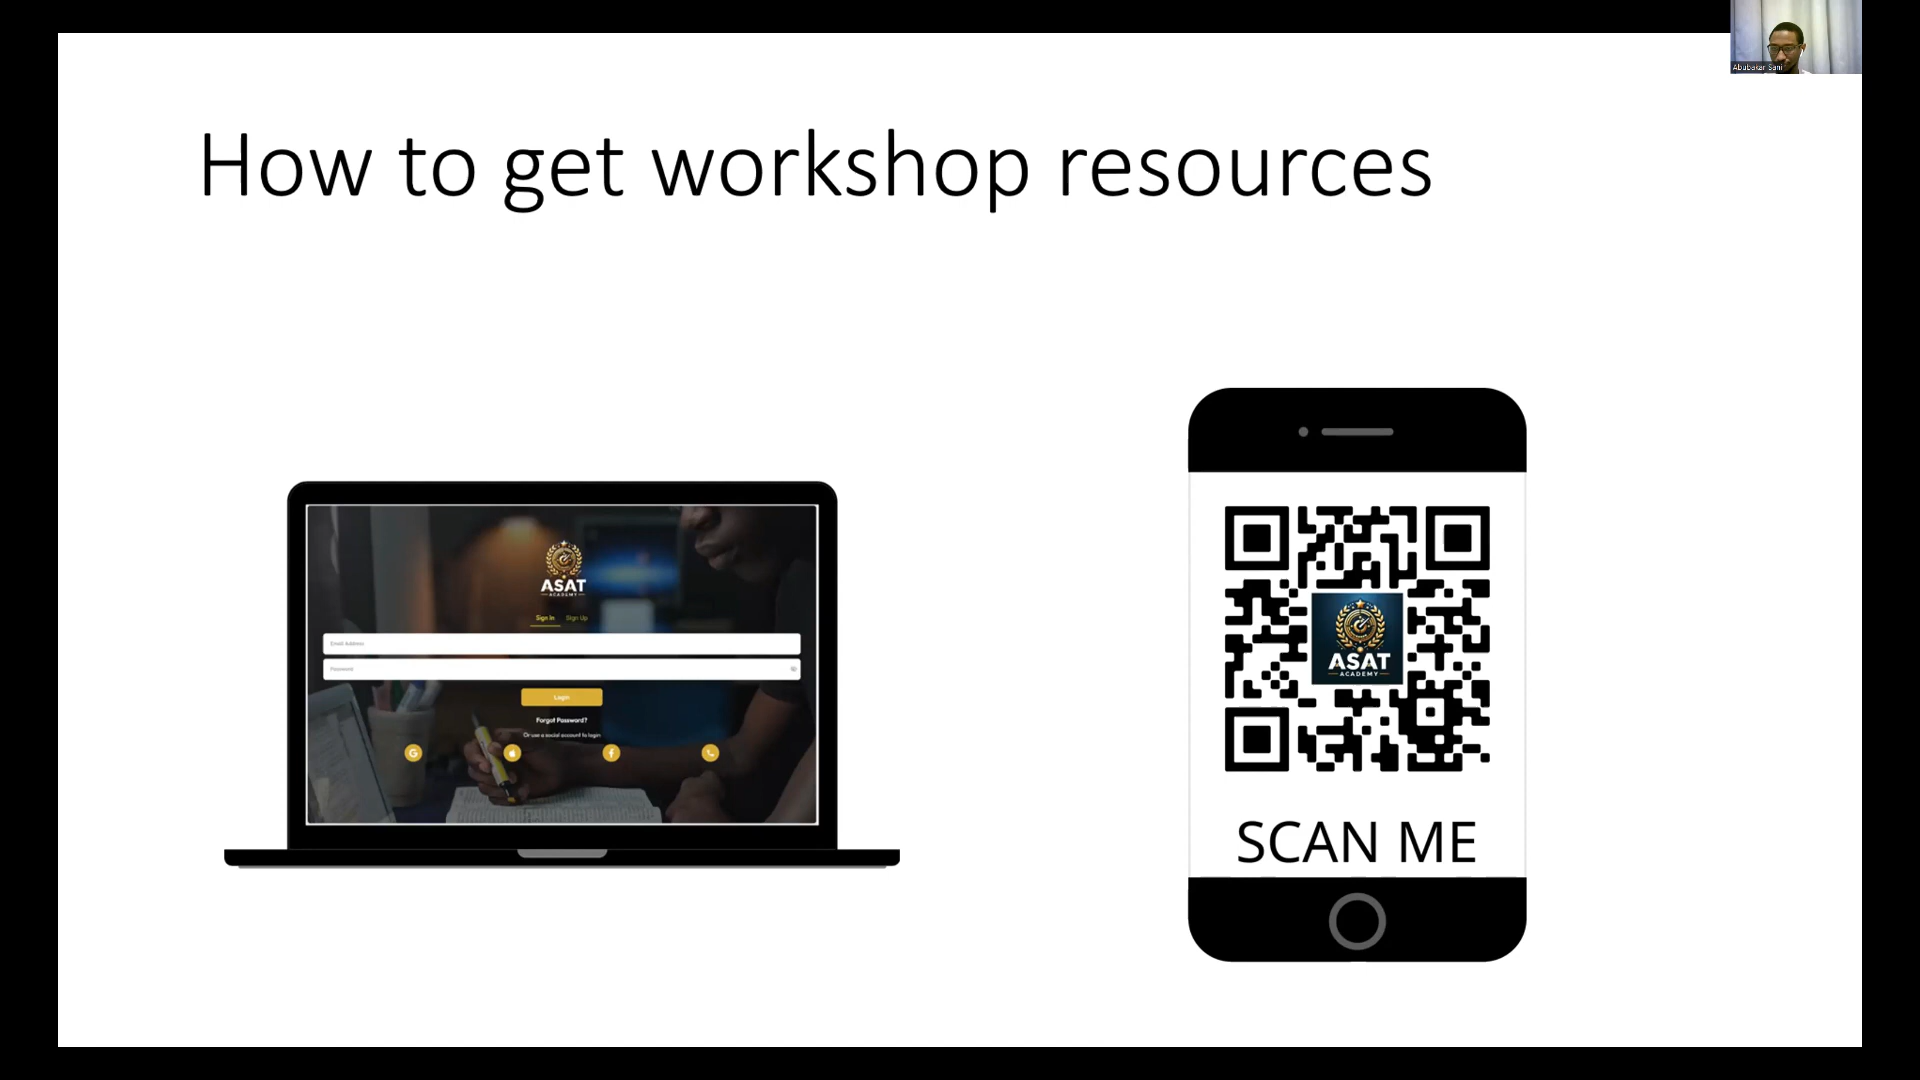 Abubakar Sani
How to get workshop resources
ASAT
ACADEMY
Sign In Sign Up
Email Address
Password
Login
Forgot Password?
Or use a social account to login
ASAT
ACADEMY
SCAN ME